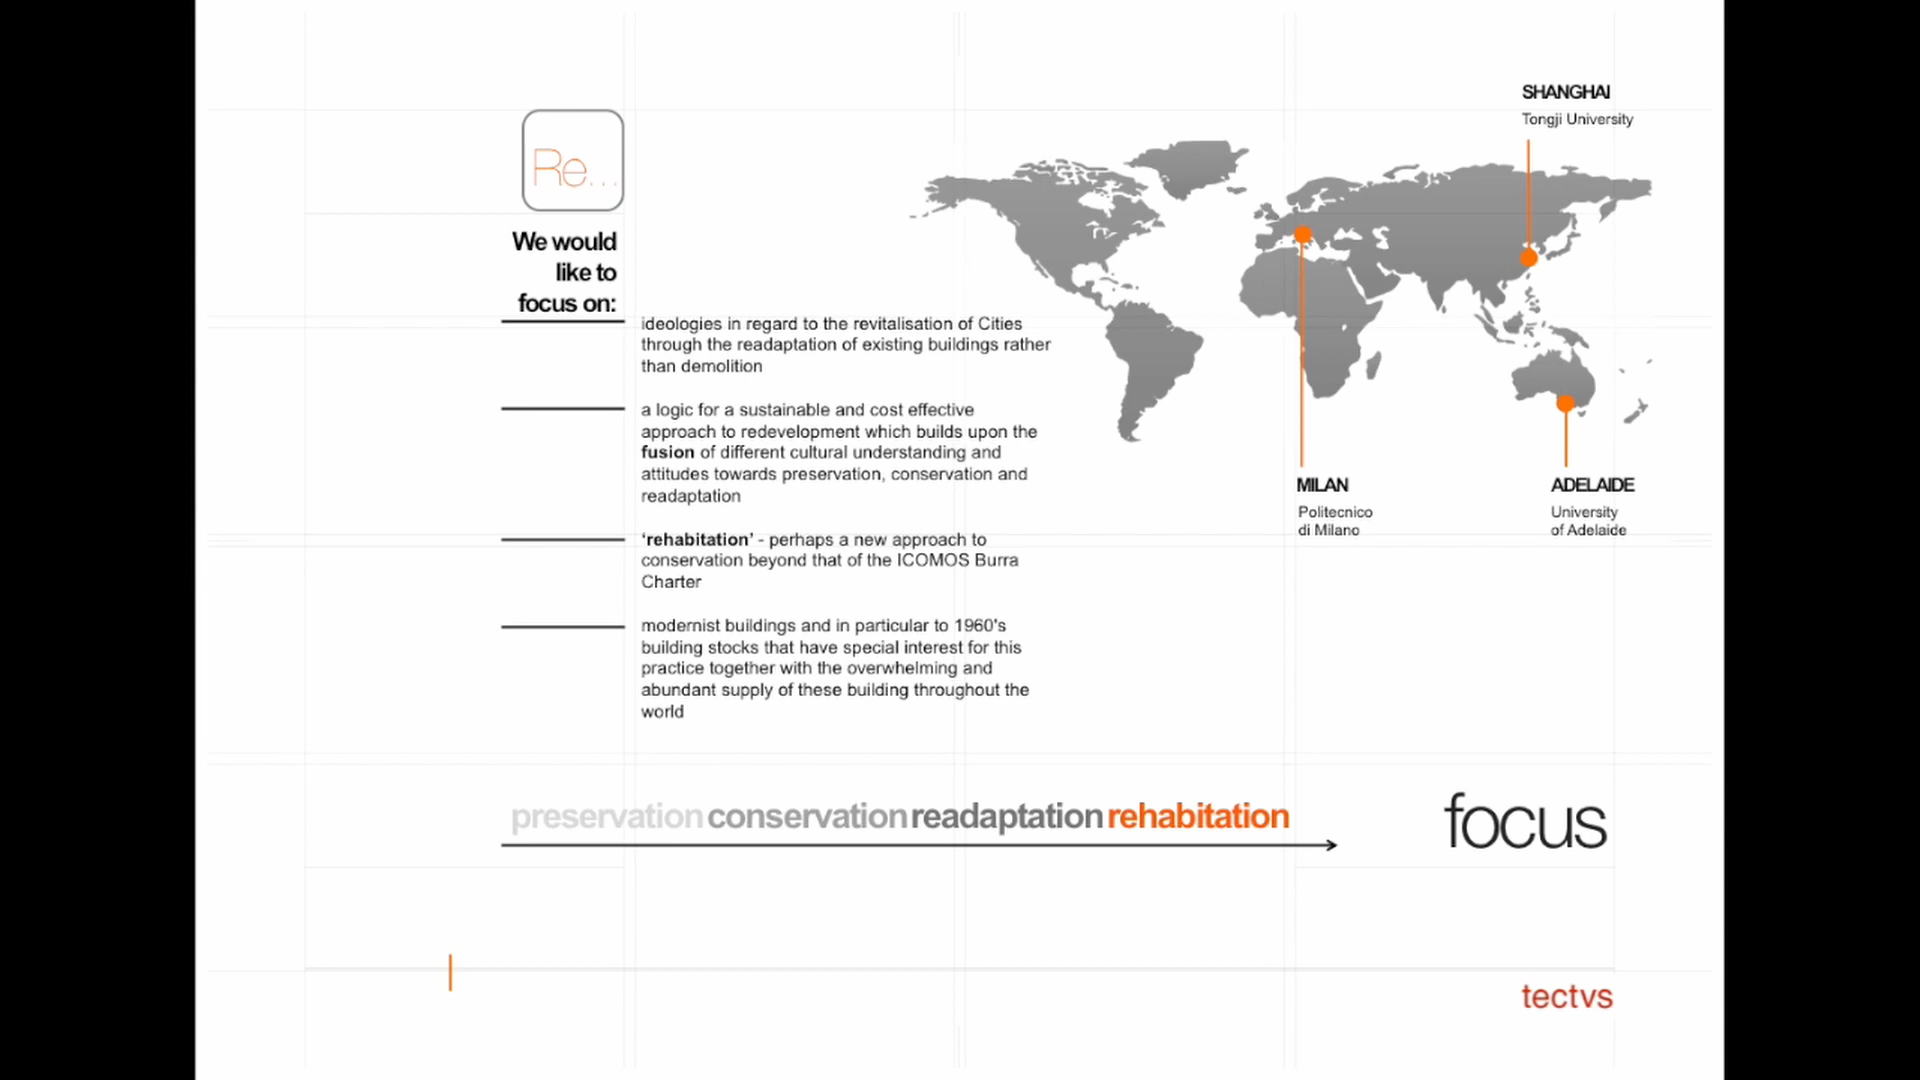 Re...
We would
like to
focus on:
ideologies in regard to the revitalisation of Cities
through the readaptation of existing buildings rather
than demolition
a logic for a sustainable and cost effective
approach to redevelopment which builds upon the
fusion of different cultural understanding and
attitudes towards preservation, conservation and
readaptation
‘rehabitation’ - perhaps a new approach to
conservation beyond that of the ICOMOS Burra
Charter
modernist buildings and in particular to 1960's
building stocks that have special interest for this
practice together with the overwhelming and
abundant supply of these building throughout the
world
SHANGHAI
Tongji University
MILAN
Politecnico
di Milano
ADELAIDE
University
of Adelaide
preservation conservation readaptation rehabitation
focus
tectvs